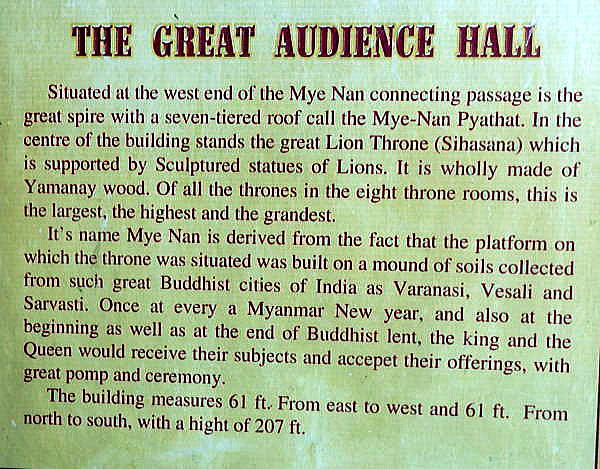 THE GREAT AUDIENCE HALL
Situated at the west end of the Mye Nan connecting passage is the
great spire with a seven-tiered roof call the Mye-Nan Pyathat. In the
centre of the building stands the great Lion Throne (Sihasana) which
is supported by Sculptured statues of Lions. It is wholly made of
Yamanay wood. Of all the thrones in the eight throne rooms, this is
the largest, the highest and the grandest.
It's name Mye Nan is derived from the fact that the platform on
which the throne was situated was built on a mound of soils collected
from such great Buddhist cities of India as Varanasi, Vesali and
Sarvasti. Once at every a Myanmar New year, and also at the
beginning as well as at the end of Buddhist lent, the king and the
Queen would receive their subjects and accepet their offerings, with
great pomp and ceremony.
The building measures 61 ft. From east to west and 61 ft. From
north to south, with a hight of 207 ft.